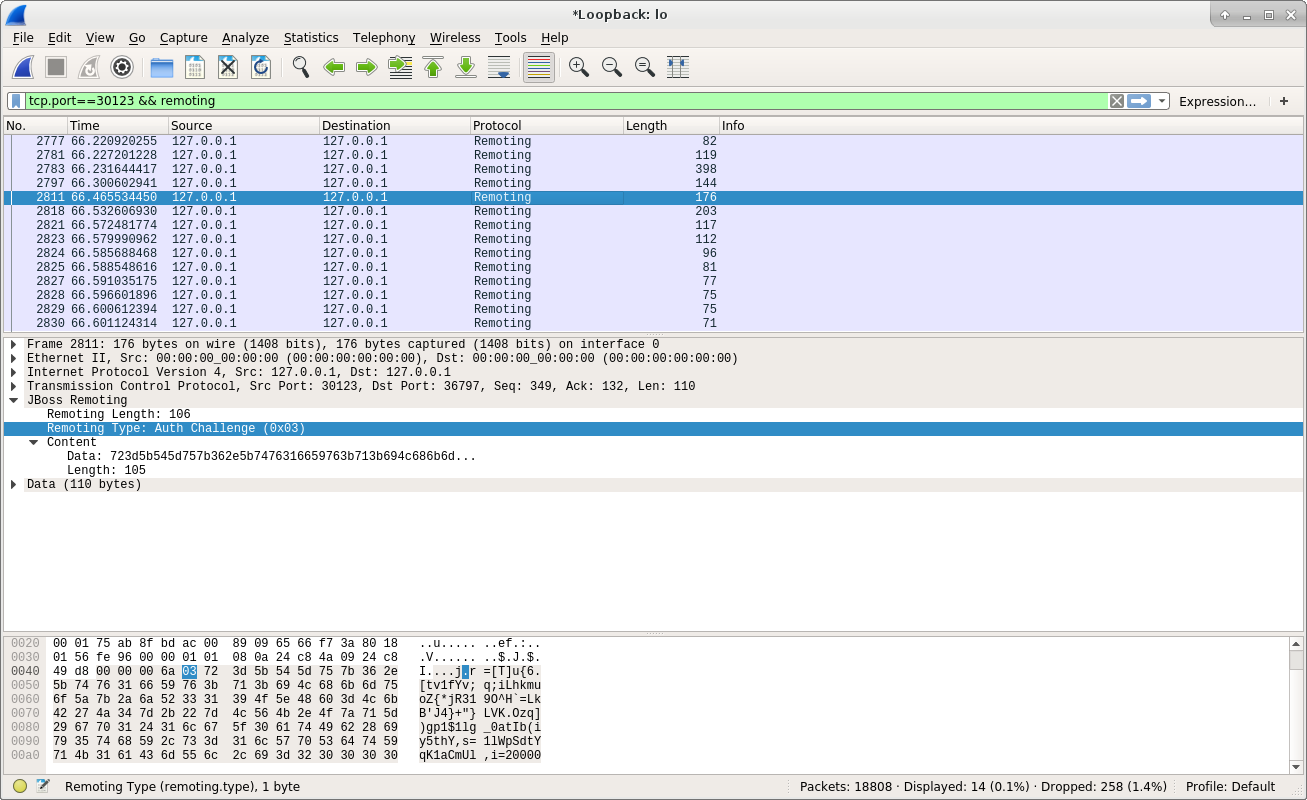 *Loopback: lo
File Edit View Go Capture Analyze Statistics Telephony Wireless Tools Help
tcp.port==30123 && remoting Expression... +
No. Time Source Destination Protocol Length Info
2777 66.220920255 127.0.0.1 127.0.0.1 Remoting 82
2781 66.227201228 127.0.0.1 127.0.0.1 Remoting 119
2783 66.231644417 127.0.0.1 127.0.0.1 Remoting 398
2797 66.300602941 127.0.0.1 127.0.0.1 Remoting 144
2811 66.465534450 127.0.0.1 127.0.0.1 Remoting 176
2818 66.532606930 127.0.0.1 127.0.0.1 Remoting 203
2821 66.572481774 127.0.0.1 127.0.0.1 Remoting 117
2823 66.579990962 127.0.0.1 127.0.0.1 Remoting 112
2824 66.585688468 127.0.0.1 127.0.0.1 Remoting 96
2825 66.588548616 127.0.0.1 127.0.0.1 Remoting 81
2827 66.591035175 127.0.0.1 127.0.0.1 Remoting 77
2828 66.596601896 127.0.0.1 127.0.0.1 Remoting 75
2829 66.600612394 127.0.0.1 127.0.0.1 Remoting 75
2830 66.601124314 127.0.0.1 127.0.0.1 Remoting 71
Frame 2811: 176 bytes on wire (1408 bits), 176 bytes captured (1408 bits) on interface 0
Ethernet II, Src: 00:00:00_00:00:00 (00:00:00:00:00:00), Dst: 00:00:00_00:00:00 (00:00:00:00:00:00)
Internet Protocol Version 4, Src: 127.0.0.1, Dst: 127.0.0.1
Transmission Control Protocol, Src Port: 30123, Dst Port: 36797, Seq: 349, Ack: 132, Len: 110
JBoss Remoting
Remoting Length: 106
Remoting Type: Auth Challenge (0x03)
Content
Data: 723d5b545d757b362e5b7476316659763b713b694c686b6d...
Length: 105
Data (110 bytes)
0020 00 01 75 ab 8f bd ac 00 89 09 65 66 f7 3a 80 18 ..u..... ..ef.:..
0030 01 56 fe 96 00 00 01 01 08 0a 24 c8 4a 09 24 c8 .V...... ..$.J.$.
0040 49 d8 00 00 00 6a 03 72 3d 5b 54 5d 75 7b 36 2e I....j.r =[T]u{6.
0050 5b 74 76 31 66 59 76 3b 71 3b 69 4c 68 6b 6d 75 [tv1fYv; q;iLhkmu
0060 6f 5a 7b 2a 6a 52 33 31 39 4f 5e 48 60 3d 4c 6b oZ{*jR31 9O^H`=Lk
0070 42 27 4a 34 7d 2b 22 7d 4c 56 4b 2e 4f 7a 71 5d B'J4}+"} LVK.Ozq]
0080 29 67 70 31 24 31 6c 67 5f 30 61 74 49 62 28 69 )gp1$1lg _0atIb(i
0090 79 35 74 68 59 2c 73 3d 31 6c 57 70 53 64 74 59 y5thY,s= 1lWpSdtY
00a0 71 4b 31 61 43 6d 55 6c 2c 69 3d 32 30 30 30 30 qK1aCmUl ,i=20000
Remoting Type (remoting.type), 1 byte Packets: 18808 · Displayed: 14 (0.1%) · Dropped: 258 (1.4%) Profile: Default